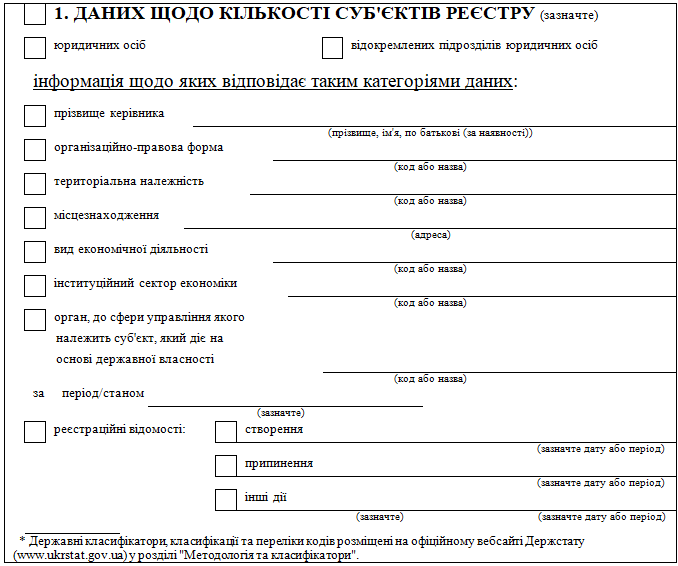 1. ДАНИХ ЩОДО КІЛЬКОСТІ СУБ'ЄКТІВ РЕЄСТРУ (зазначте)
юридичних осіб відокремлених підрозділів юридичних осіб
інформація щодо яких відповідає таким категоріями даних:
прізвище керівника
(прізвище, ім'я, по батькові (за наявності))
організаційно-правова форма
(код або назва)
територіальна належність
(код або назва)
місцезнаходження
(адреса)
вид економічної діяльності
(код або назва)
інституційний сектор економіки
(код або назва)
орган, до сфери управління якого
належить суб'єкт, який діє на
основі державної власності
(код або назва)
за період/станом
(зазначте)
реєстраційні відомості: створення
(зазначте дату або період)
припинення
(зазначте дату або період)
інші дії
(зазначте) (зазначте дату або період)
* Державні класифікатори, класифікації та переліки кодів розміщені на офіційному вебсайті Держстату
(www.ukrstat.gov.ua) у розділі "Методологія та класифікатори".